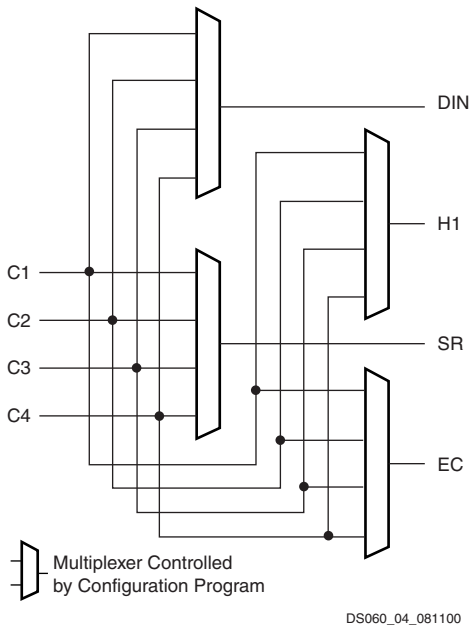 DIN
H1
C1
C2
SR
C3
C4
EC
Multiplexer Controlled
by Configuration Program
DS060_04_081100